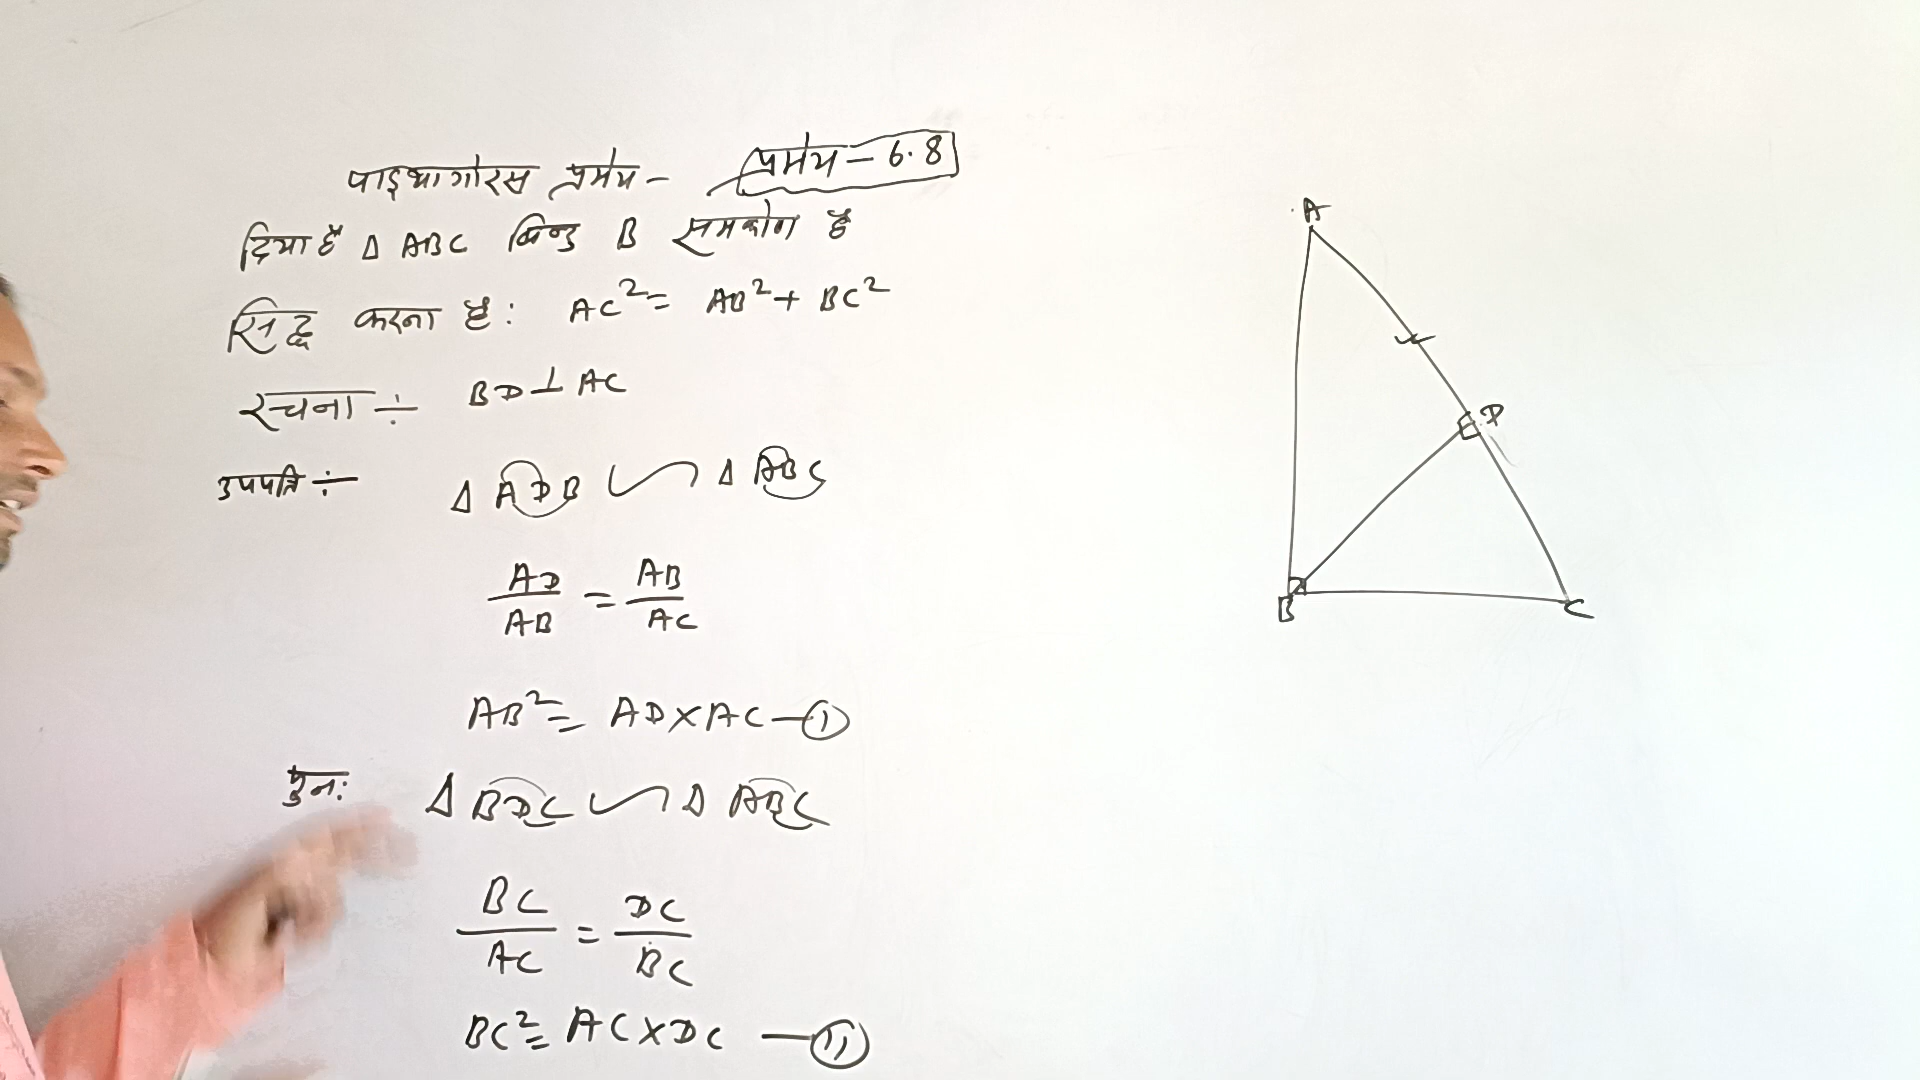 पाइथागोरस प्रमेय - प्रमेय - 6.8
दिया है Δ ABC बिन्दु B समकोण है
सिद्ध करना है: AC² = AB² + BC²
रचना ÷ BD ⊥ AC
उपपत्ति ÷ Δ ADB ∽ Δ ABC
AD/AB = AB/AC
AB² = AD × AC — ①
पुनः Δ BDC ∽ Δ ABC
BC/AC = DC/BC
BC² = AC × DC — ⑪
A
D
B
C